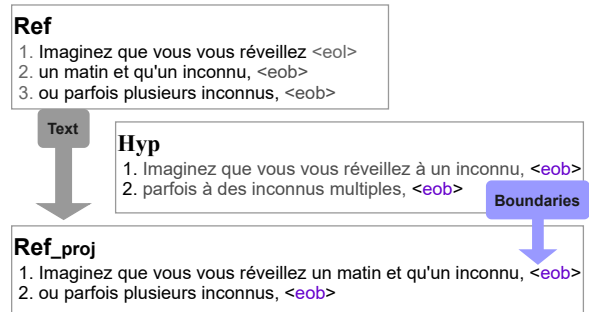 Ref
1. Imaginez que vous vous réveillez <eol>
2. un matin et qu'un inconnu, <eob>
3. ou parfois plusieurs inconnus, <eob>
Text
Hyp
1. Imaginez que vous vous réveillez à un inconnu, <eob>
2. parfois à des inconnus multiples, <eob>
Boundaries
Ref_proj
1. Imaginez que vous vous réveillez un matin et qu'un inconnu, <eob>
2. ou parfois plusieurs inconnus, <eob>